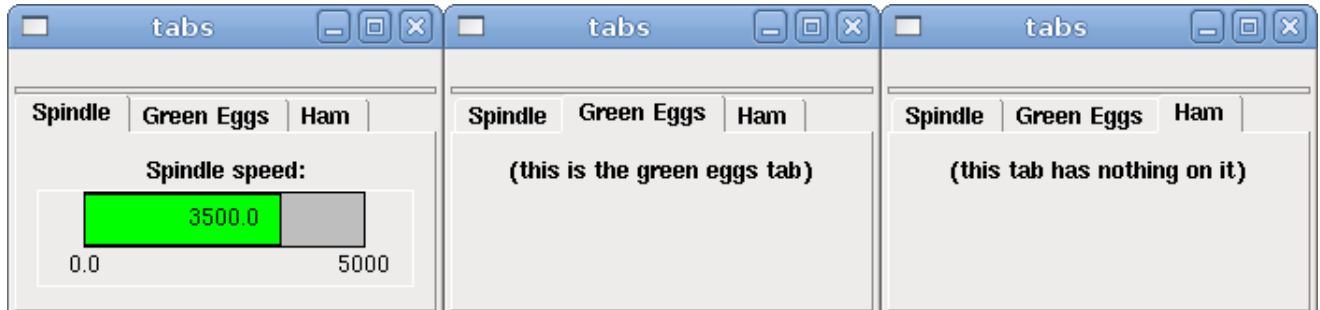 tabs
Spindle Green Eggs Ham
Spindle speed:
3500.0
0.0 5000
tabs
Spindle Green Eggs Ham
(this is the green eggs tab)
tabs
Spindle Green Eggs Ham
(this tab has nothing on it)